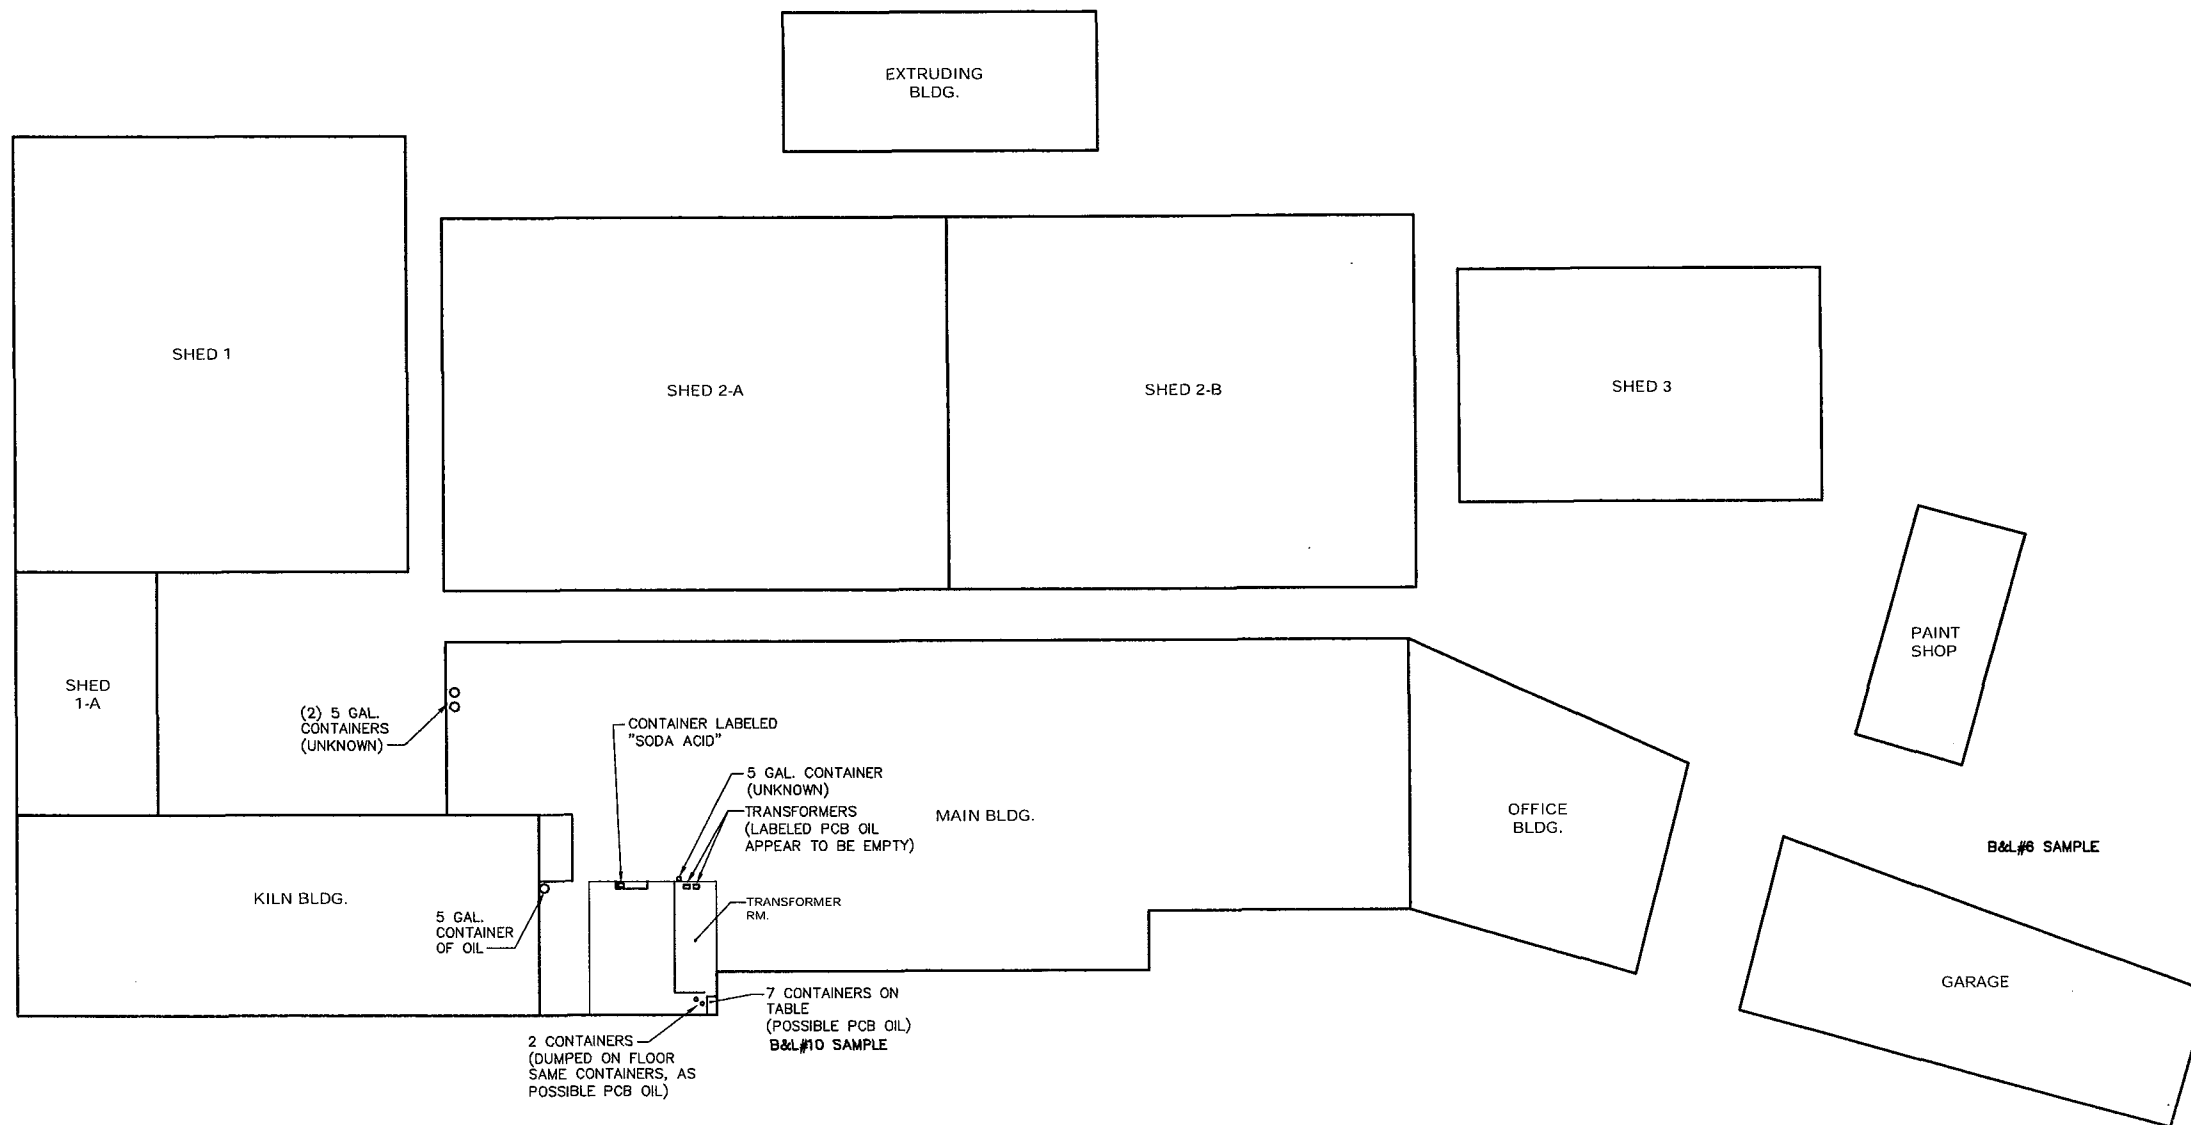 EXTRUDING
BLDG.
SHED 1
SHED 2-A
SHED 2-B
SHED 3
PAINT
SHOP
SHED
1-A
(2) 5 GAL.
CONTAINERS
(UNKNOWN)
CONTAINER LABELED
"SODA ACID"
5 GAL. CONTAINER
(UNKNOWN)
TRANSFORMERS
(LABELED PCB OIL
APPEAR TO BE EMPTY)
MAIN BLDG.
OFFICE
BLDG.
B&L#6 SAMPLE
KILN BLDG.
5 GAL.
CONTAINER
OF OIL
TRANSFORMER
RM.
GARAGE
7 CONTAINERS ON
TABLE
(POSSIBLE PCB OIL)
B&L#10 SAMPLE
2 CONTAINERS
(DUMPED ON FLOOR
SAME CONTAINERS, AS
POSSIBLE PCB OIL)